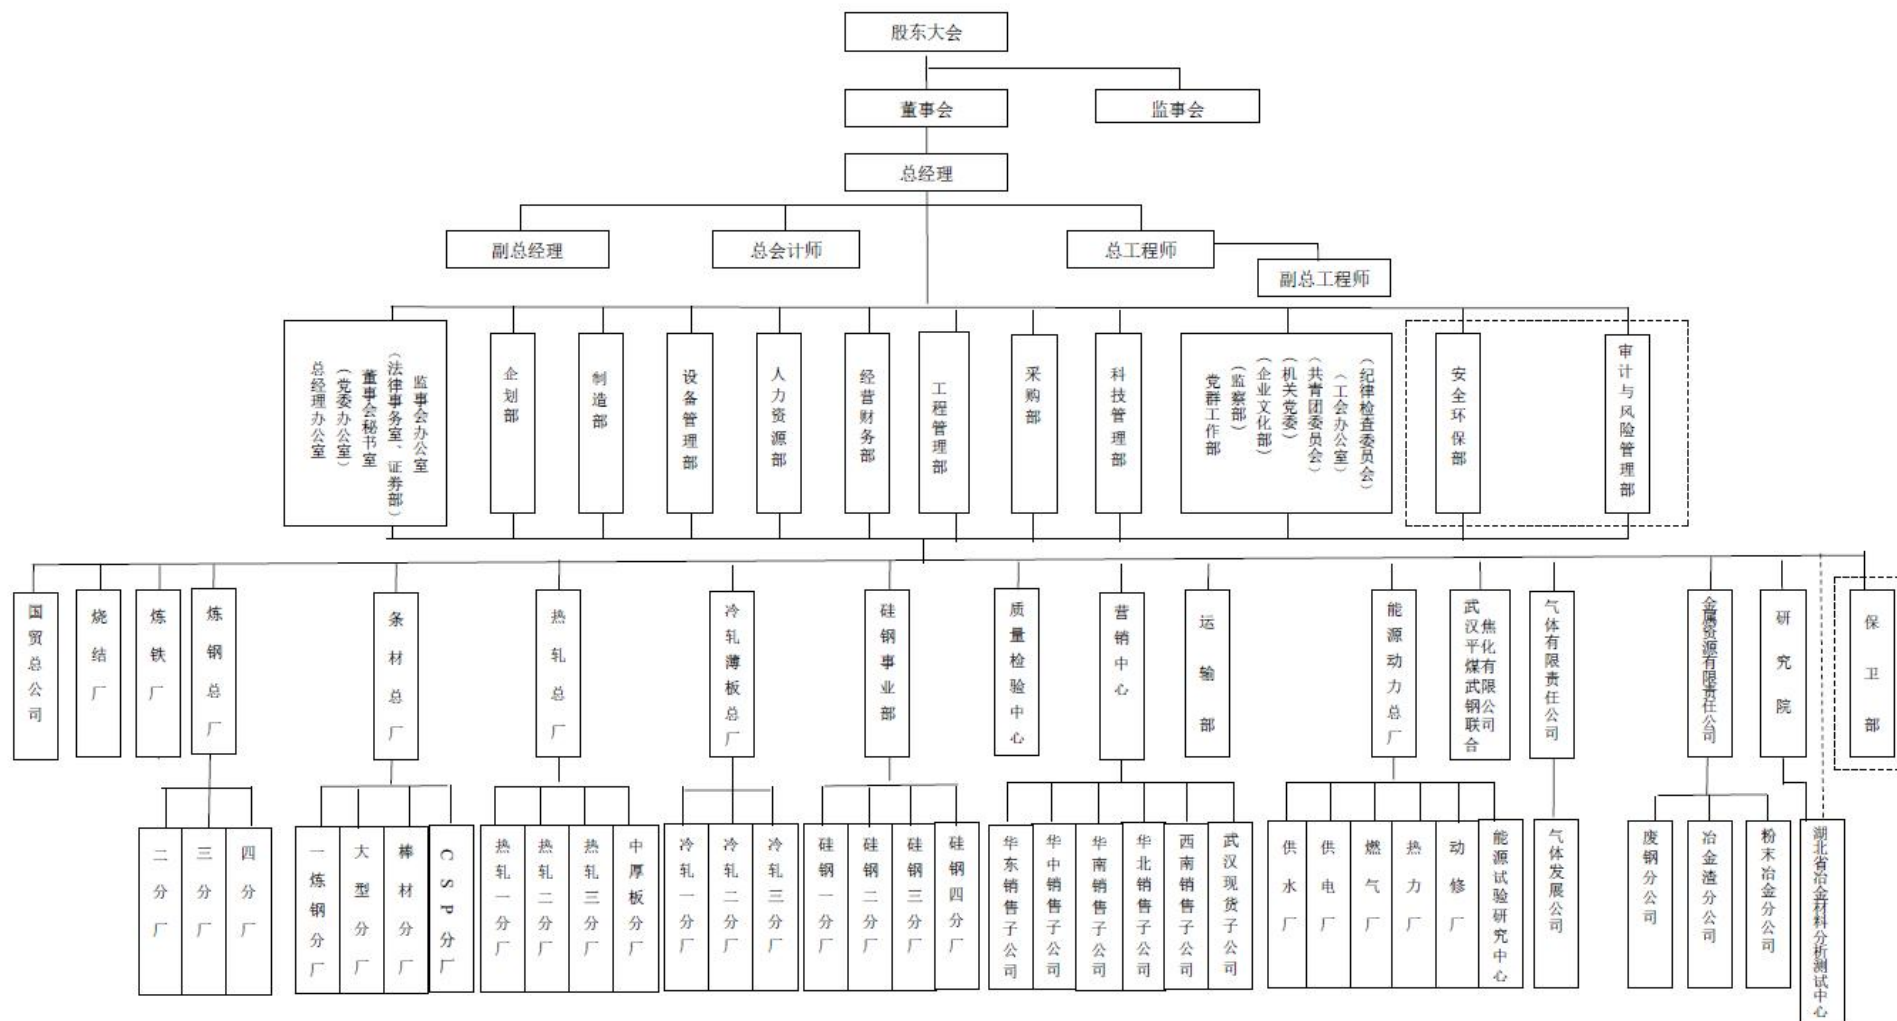 股东大会
董事会
监事会
总经理
副总经理
总会计师
总工程师
副总工程师
总经理办公室
（党委办公室）
董事会秘书室
（法律事务室、证券部）
监事会办公室
企划部
制造部
设备管理部
人力资源部
经营财务部
工程管理部
采购部
科技管理部
党群工作部
（监察部）
（企业文化部）
（机关党委）
（共青团委员会）
（工会办公室）
（纪律检查委员会）
安全环保部
审计与风险管理部
国贸总公司
烧结厂
炼铁厂
炼钢总厂
条材总厂
热轧总厂
冷轧薄板总厂
硅钢事业部
质量检验中心
营销中心
运输部
能源动力总厂
武汉平煤武钢联合
焦化有限公司
气体有限责任公司
金属资源有限责任公司
研究院
保卫部
二分厂
三分厂
四分厂
一炼钢分厂
大型分厂
棒材分厂
CSP分厂
热轧一分厂
热轧二分厂
热轧三分厂
中厚板分厂
冷轧一分厂
冷轧二分厂
冷轧三分厂
硅钢一分厂
硅钢二分厂
硅钢三分厂
硅钢四分厂
华东销售子公司
华中销售子公司
华南销售子公司
华北销售子公司
西南销售子公司
武汉现货子公司
供水厂
供电厂
燃气厂
热力厂
动修厂
能源试验研究中心
气体发展公司
废钢分公司
冶金渣分公司
粉末冶金分公司
湖北省冶金材料分析测试中心